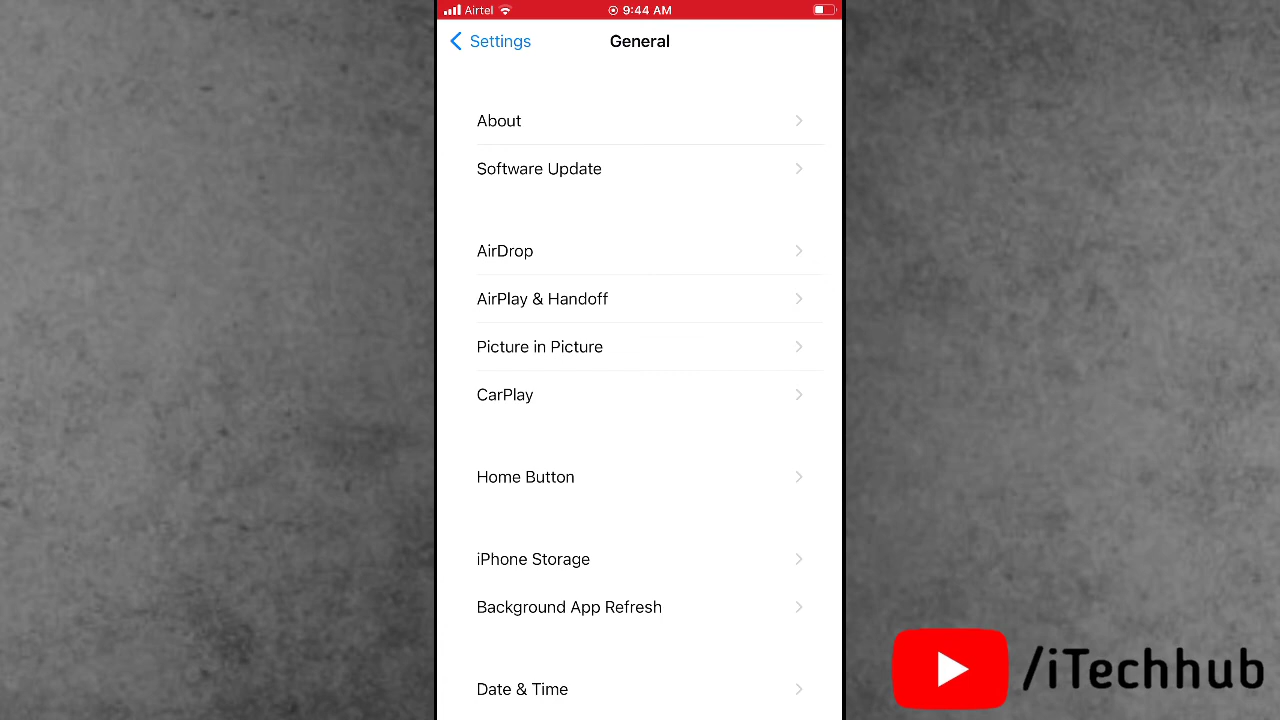 Airtel 9:44 AM
Settings General
About
Software Update
AirDrop
AirPlay & Handoff
Picture in Picture
CarPlay
Home Button
iPhone Storage
Background App Refresh
Date & Time
/iTechhub